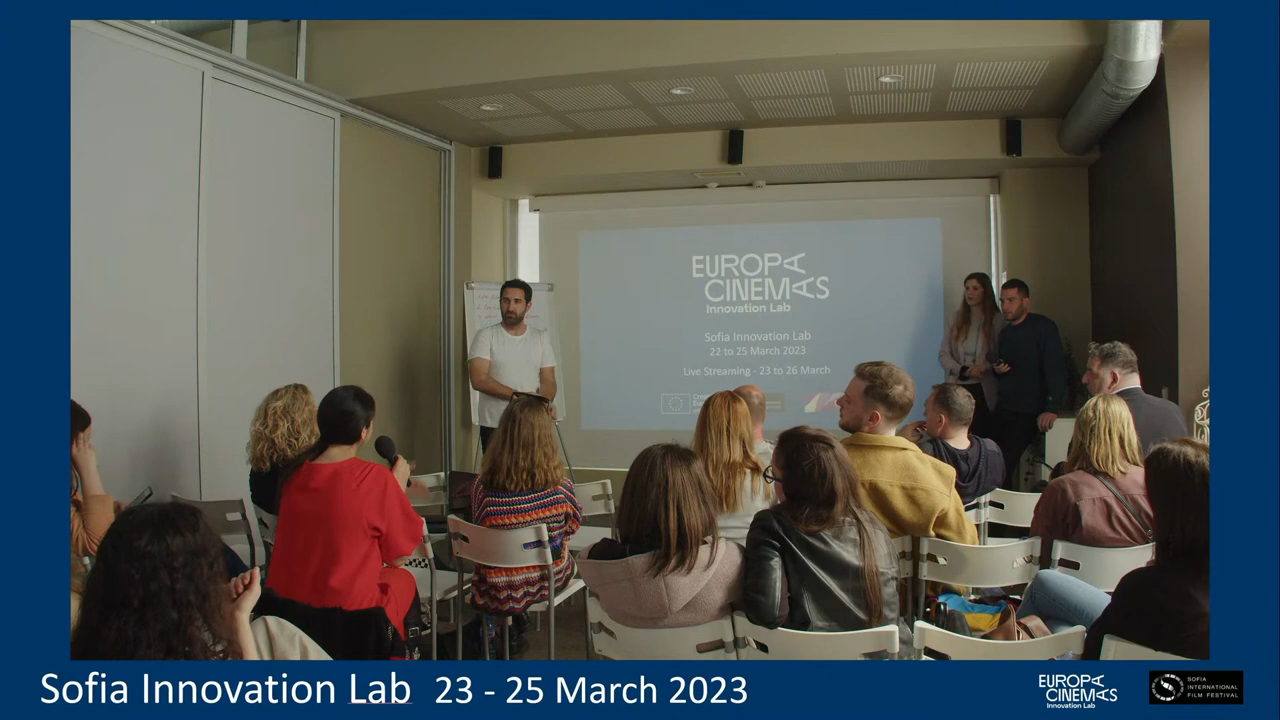 EUROPA
CINEMAS
Innovation Lab
Sofia Innovation Lab
22 to 25 March 2023
Live Streaming - 23 to 26 March
Sofia Innovation Lab 23 - 25 March 2023
EUROPA
CINEMAS
Innovation Lab
SOFIA
INTERNATIONAL
FILM FESTIVAL